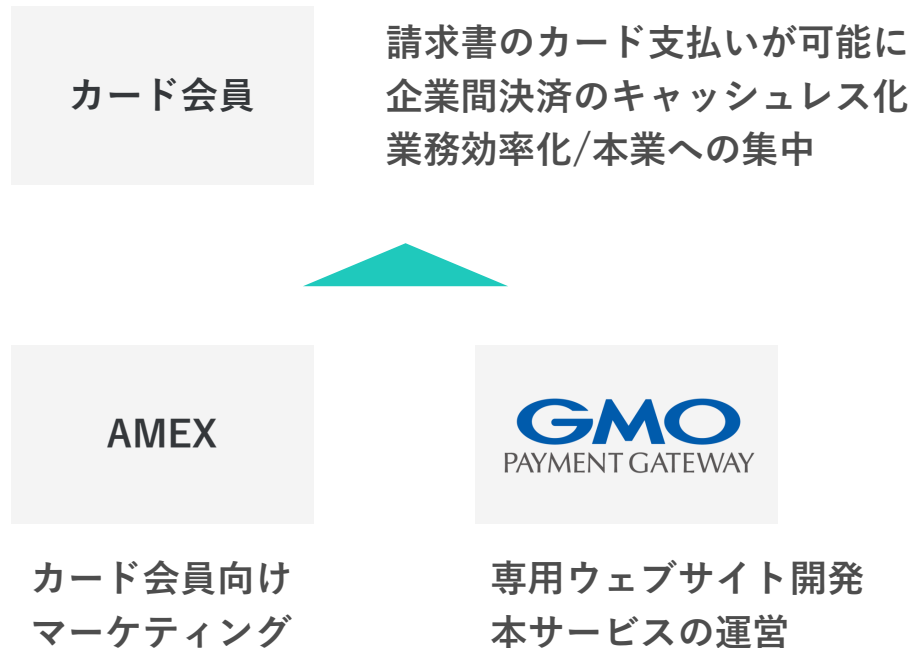 カード会員
請求書のカード支払いが可能に
企業間決済のキャッシュレス化
業務効率化/本業への集中
AMEX
GMO
PAYMENT GATEWAY
カード会員向け
マーケティング
専用ウェブサイト開発
本サービスの運営